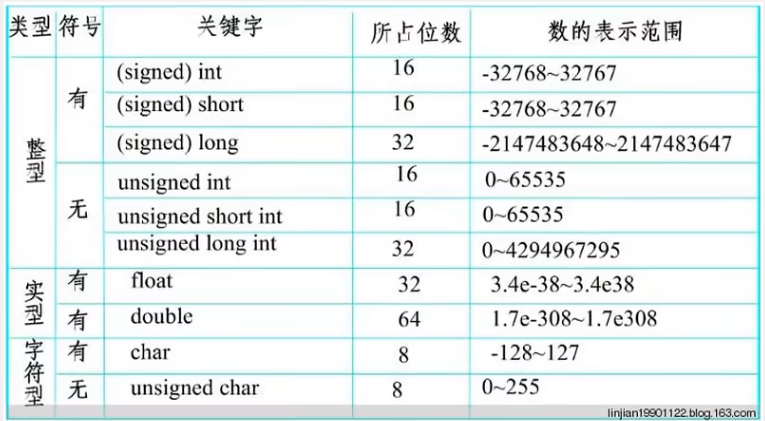 类型 符号 关键字 所占位数 数的表示范围
整型 有 (signed) int 16 -32768~32767
(signed) short 16 -32768~32767
(signed) long 32 -2147483648~2147483647
无 unsigned int 16 0~65535
unsigned short int 16 0~65535
unsigned long int 32 0~4294967295
实型 有 float 32 3.4e-38~3.4e38
有 double 64 1.7e-308~1.7e308
字符型 有 char 8 -128~127
无 unsigned char 8 0~255
linjian19901122.blog.163.com